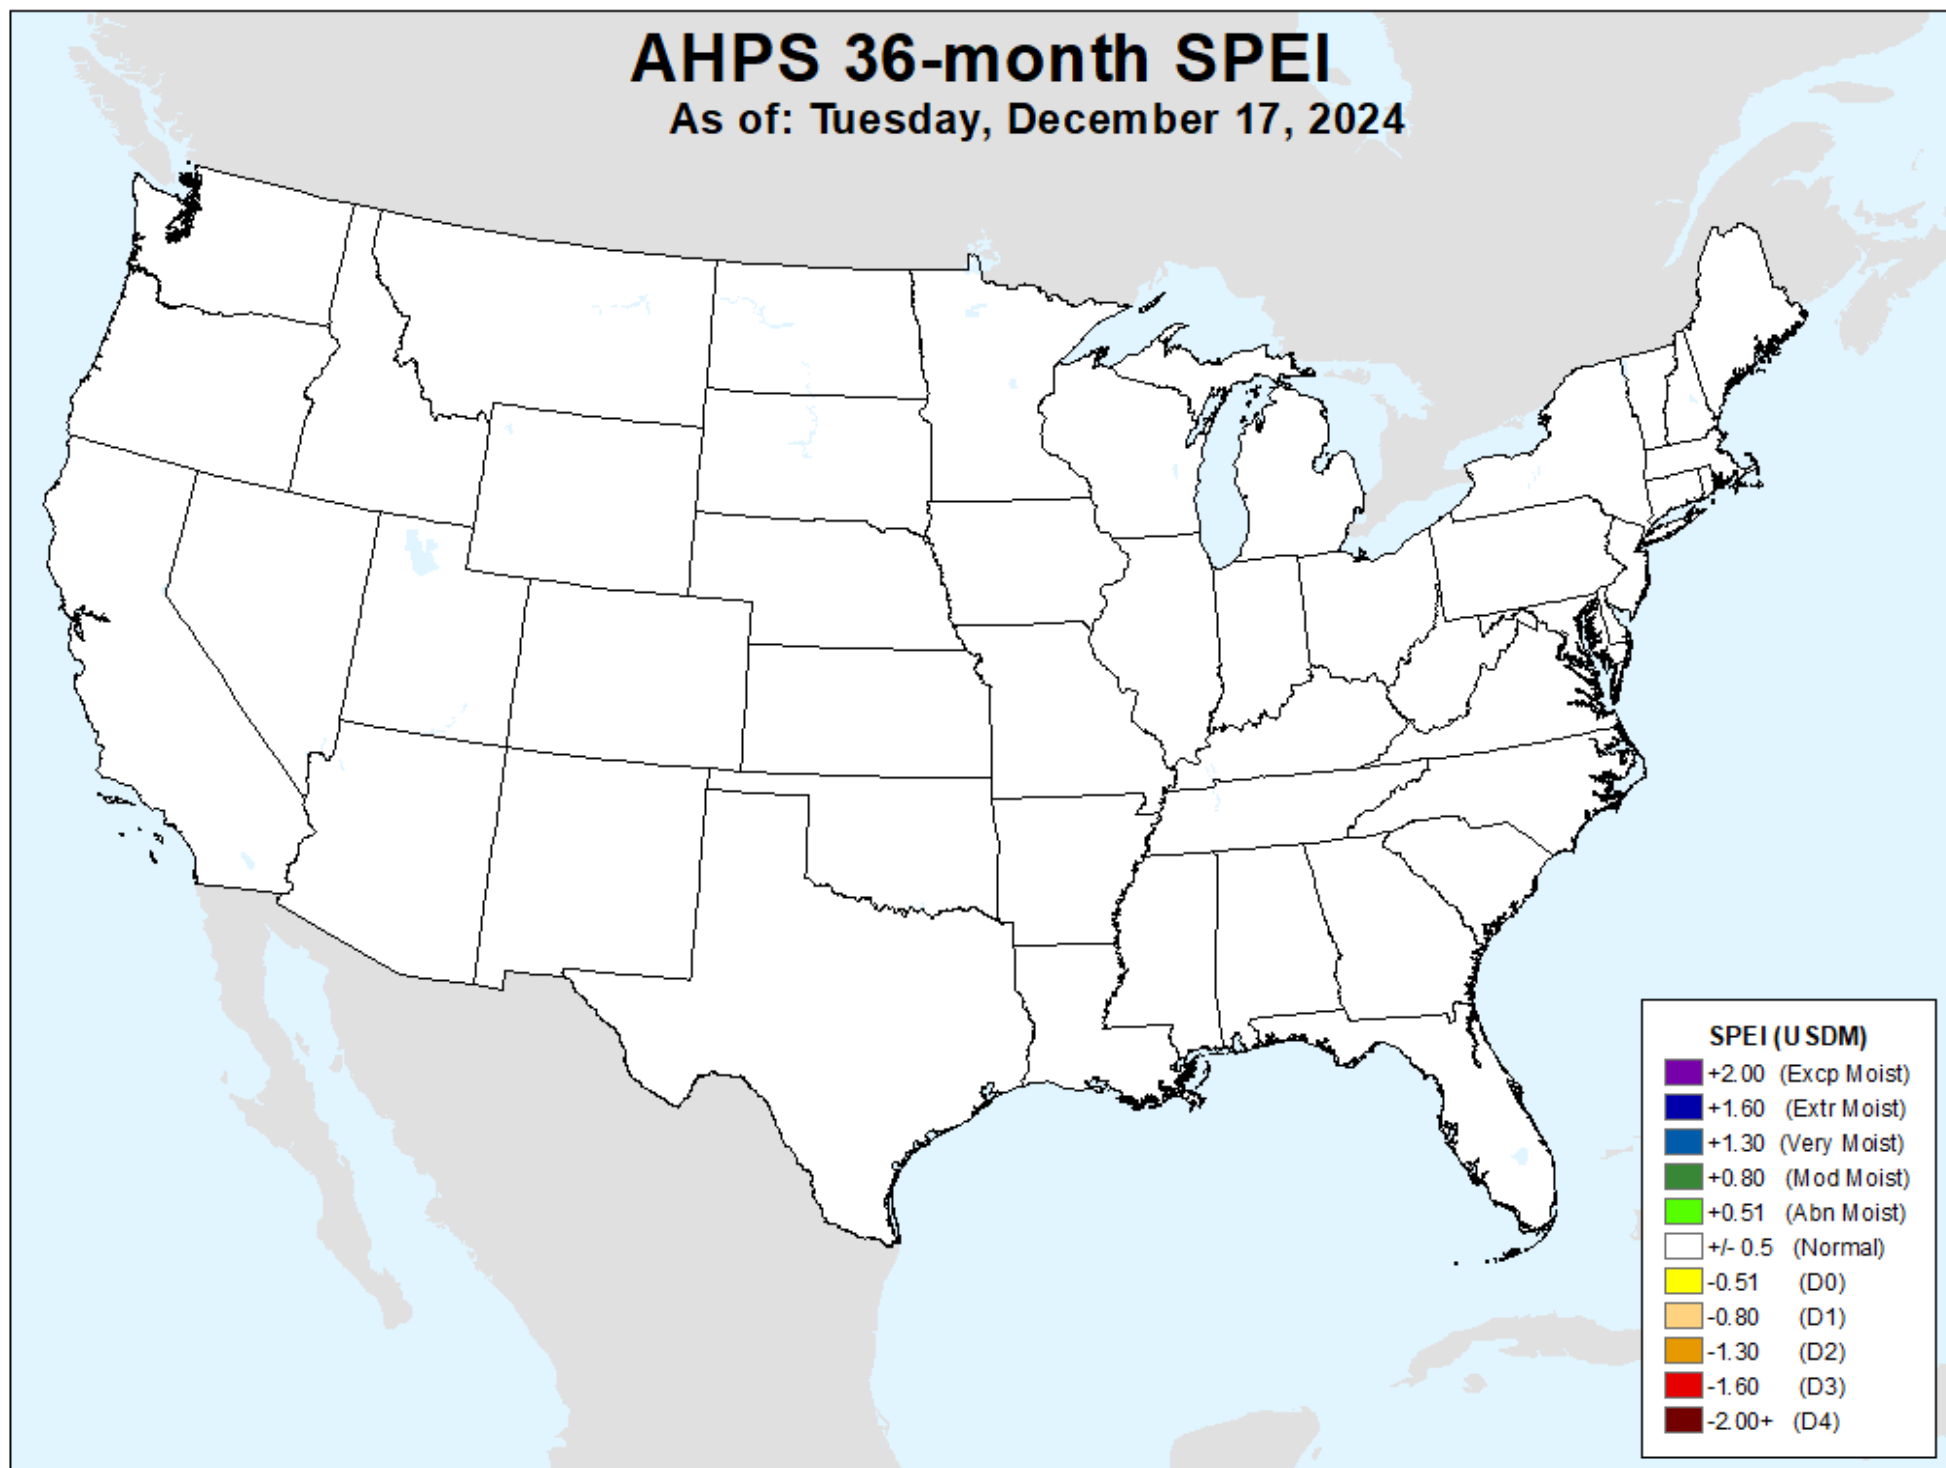 AHPS 36-month SPEI
As of: Tuesday, December 17, 2024
SPEI (USDM)
+2.00 (Excp Moist)
+1.60 (Extr Moist)
+1.30 (Very Moist)
+0.80 (Mod Moist)
+0.51 (Abn Moist)
+/- 0.5 (Normal)
-0.51 (D0)
-0.80 (D1)
-1.30 (D2)
-1.60 (D3)
-2.00+ (D4)